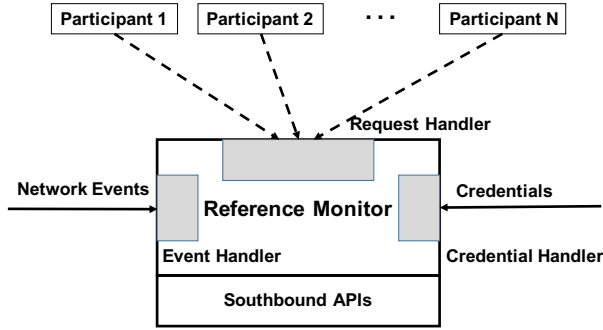 Participant 1
Participant 2
. . .
Participant N
Request Handler
Network Events
Credentials
Reference Monitor
Event Handler
Credential Handler
Southbound APIs